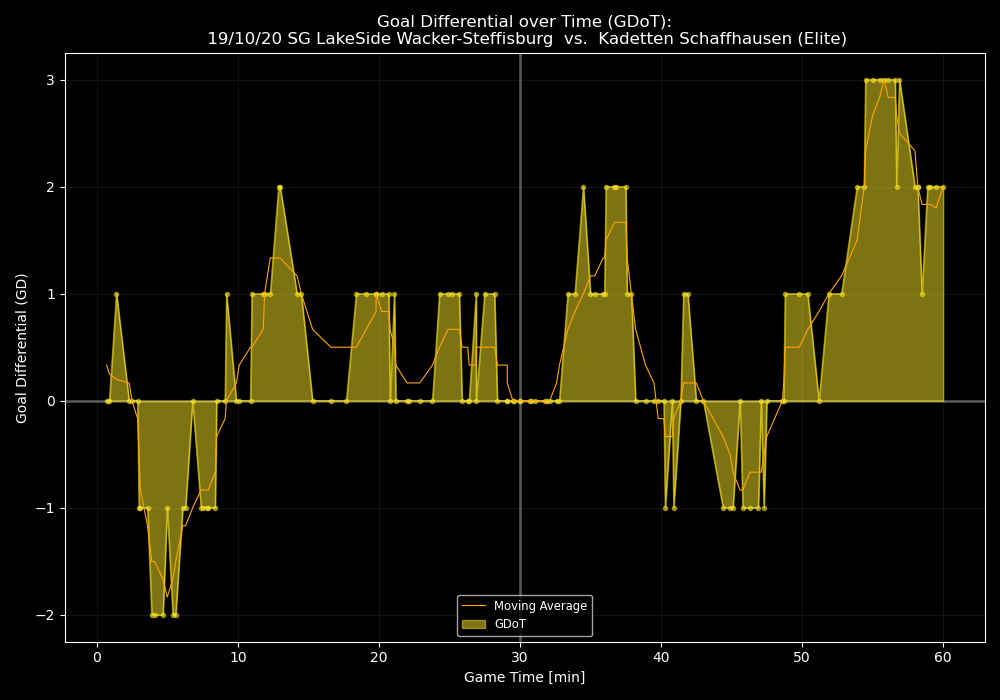 Goal Differential over Time (GDoT):
19/10/20 SG LakeSide Wacker-Steffisburg  vs.  Kadetten Schaffhausen (Elite)
Goal Differential (GD)
3
2
1
0
−1
−2
Moving Average
GDoT
0 10 20 30 40 50 60
Game Time [min]